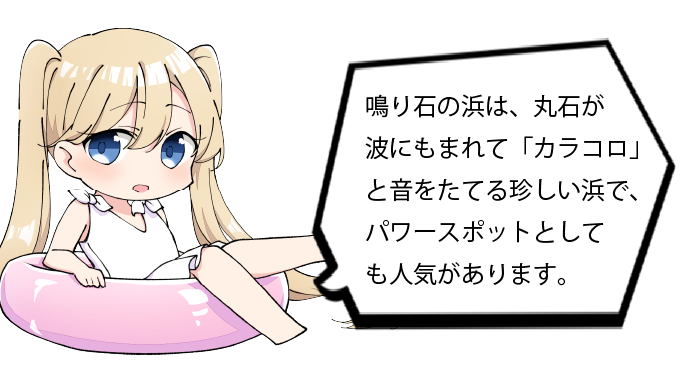 鳴り石の浜は、丸石が
波にもまれて「カラコロ」
と音をたてる珍しい浜で、
パワースポットとして
も人気があります。